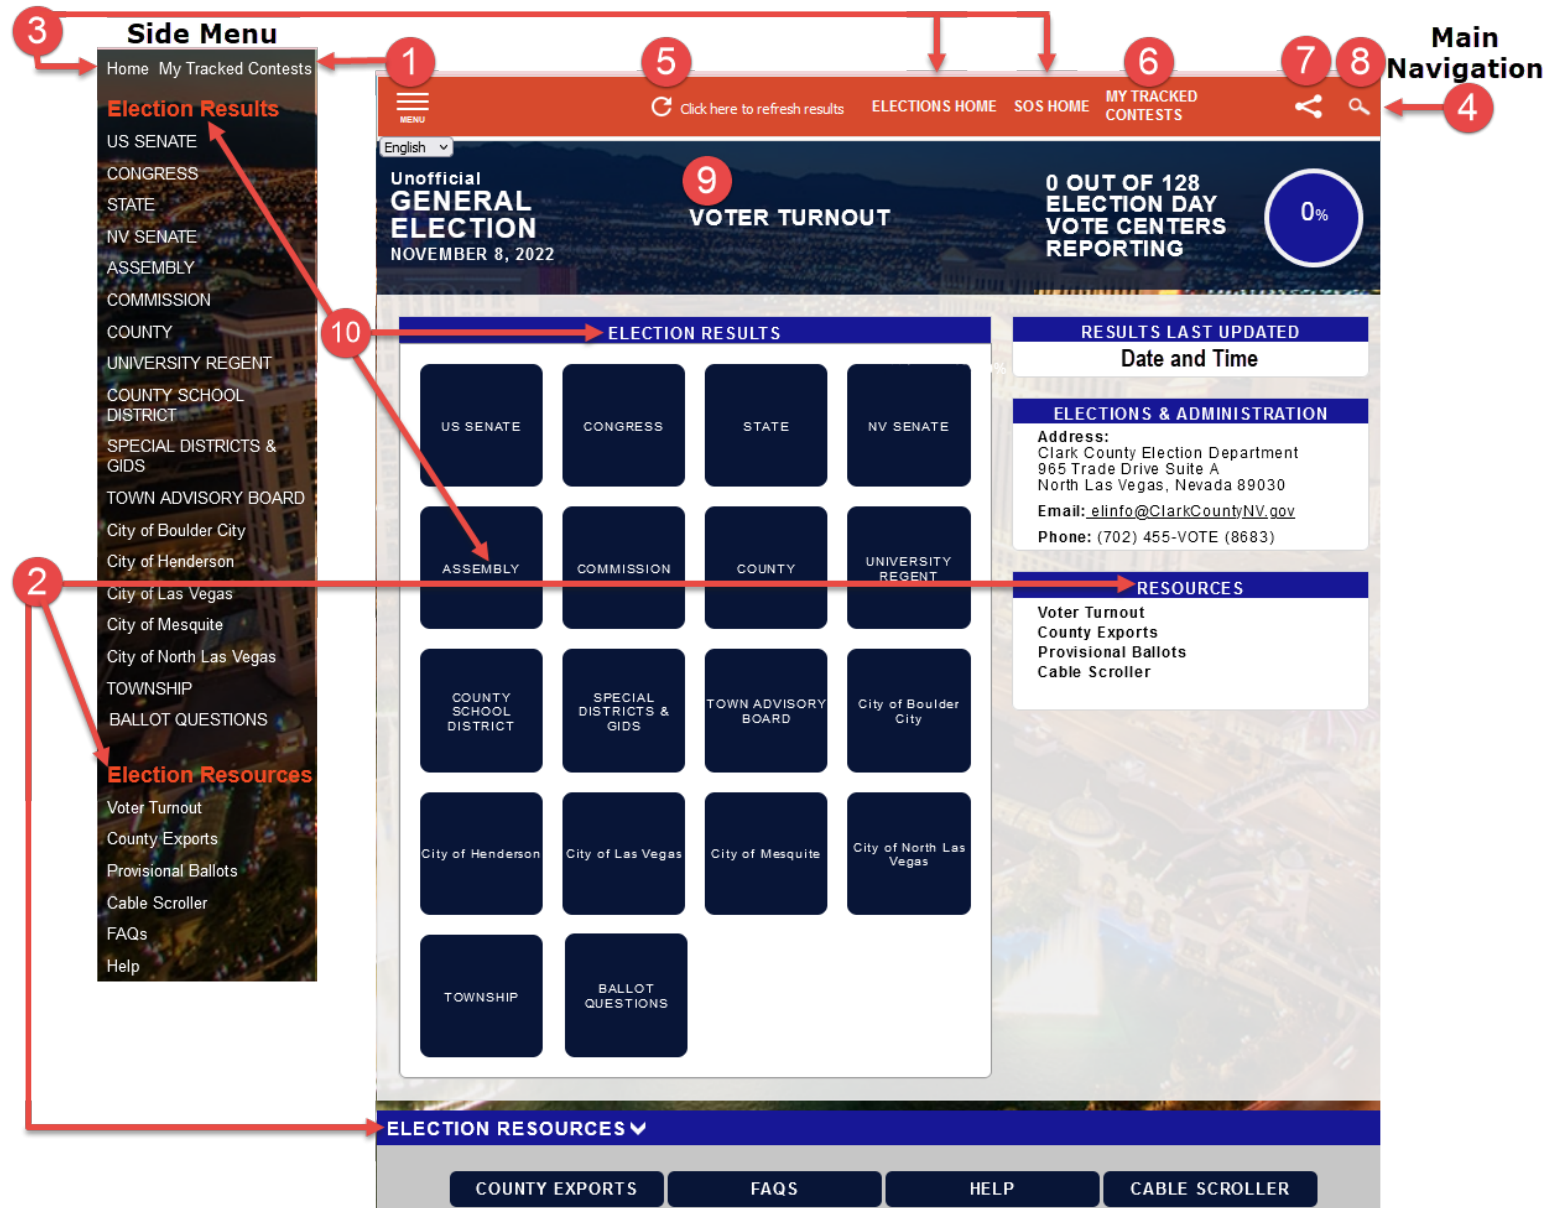 3
Side Menu
Home My Tracked Contests
Election Results
US SENATE
CONGRESS
STATE
NV SENATE
ASSEMBLY
COMMISSION
COUNTY
UNIVERSITY REGENT
COUNTY SCHOOL
DISTRICT
SPECIAL DISTRICTS &
GIDS
TOWN ADVISORY BOARD
City of Boulder City
City of Henderson
City of Las Vegas
City of Mesquite
City of North Las Vegas
TOWNSHIP
BALLOT QUESTIONS
2
Election Resources
Voter Turnout
County Exports
Provisional Ballots
Cable Scroller
FAQs
Help
1
5
6
7
8
Main
Navigation
4
MENU
Click here to refresh results
ELECTIONS HOME
SOS HOME
MY TRACKED
CONTESTS
English
Unofficial
GENERAL
ELECTION
NOVEMBER 8, 2022
9
VOTER TURNOUT
0 OUT OF 128
ELECTION DAY
VOTE CENTERS
REPORTING
0%
10
ELECTION RESULTS
%
US SENATE
CONGRESS
STATE
NV SENATE
ASSEMBLY
COMMISSION
COUNTY
UNIVERSITY
REGENT
COUNTY
SCHOOL
DISTRICT
SPECIAL
DISTRICTS &
GIDS
TOWN ADVISORY
BOARD
City of Boulder
City
City of Henderson
City of Las Vegas
City of Mesquite
City of North Las
Vegas
TOWNSHIP
BALLOT
QUESTIONS
RESULTS LAST UPDATED
Date and Time
ELECTIONS & ADMINISTRATION
Address:
Clark County Election Department
965 Trade Drive Suite A
North Las Vegas, Nevada 89030
Email: elinfo@ClarkCountyNV.gov
Phone: (702) 455-VOTE (8683)
RESOURCES
Voter Turnout
County Exports
Provisional Ballots
Cable Scroller
ELECTION RESOURCES
COUNTY EXPORTS
FAQS
HELP
CABLE SCROLLER